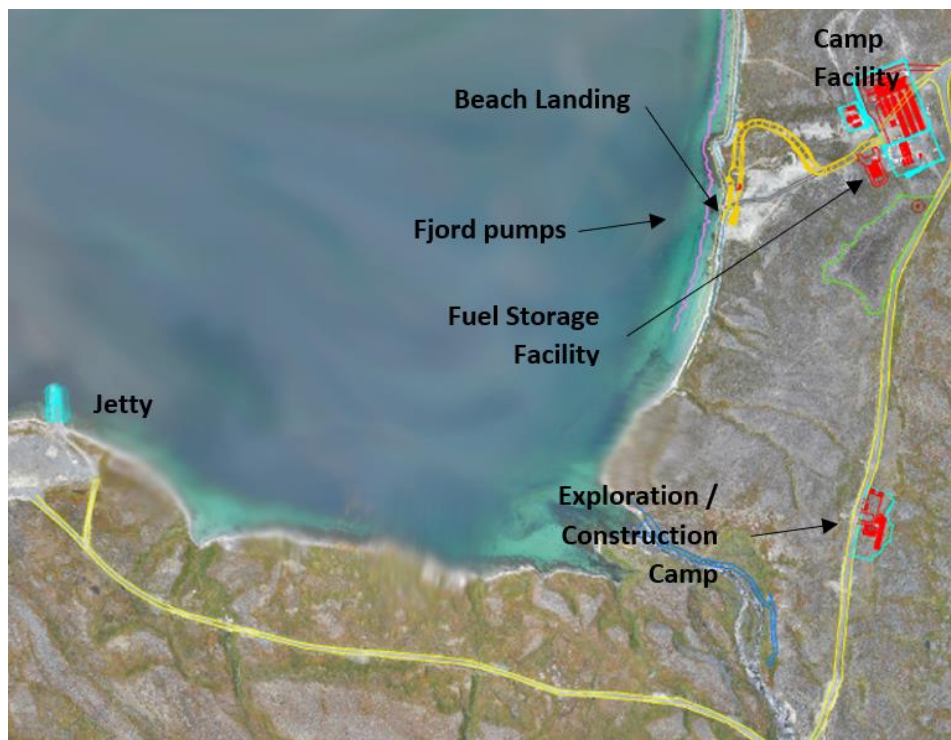 Camp
Facility
Beach Landing
Fjord pumps
Fuel Storage
Facility
Jetty
Exploration /
Construction
Camp